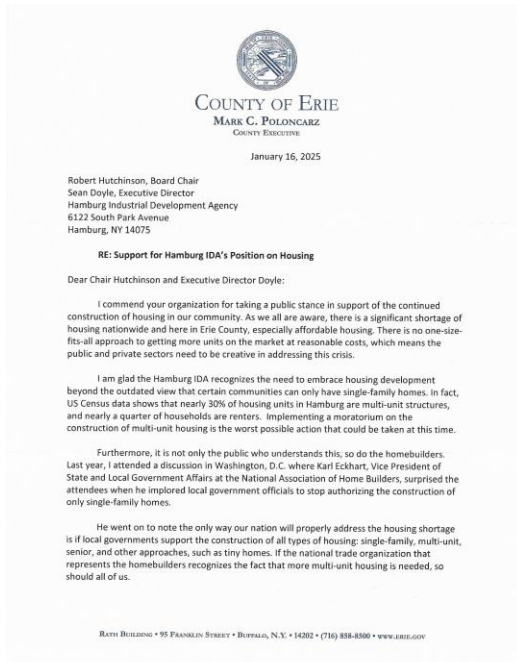 COUNTY OF ERIE
MARK C. POLONCARZ
COUNTY EXECUTIVE
January 16, 2025
Robert Hutchinson, Board Chair
Sean Doyle, Executive Director
Hamburg Industrial Development Agency
6122 South Park Avenue
Hamburg, NY 14075
RE: Support for Hamburg IDA's Position on Housing
Dear Chair Hutchinson and Executive Director Doyle:
I commend your organization for taking a public stance in support of the continued
construction of housing in our community. As we all are aware, there is a significant shortage of
housing nationwide and here in Erie County, especially affordable housing. There is no one-size-
fits-all approach to getting more units on the market at reasonable costs, which means the
public and private sectors need to be creative in addressing this crisis.
I am glad the Hamburg IDA recognizes the need to embrace housing development
beyond the outdated view that certain communities can only have single-family homes. In fact,
US Census data shows that nearly 30% of housing units in Hamburg are multi-unit structures,
and nearly a quarter of households are renters. Implementing a moratorium on the
construction of multi-unit housing is the worst possible action that could be taken at this time.
Furthermore, it is not only the public who understands this, so do the homebuilders.
Last year, I attended a discussion in Washington, D.C. where Karl Eckhart, Vice President of
State and Local Government Affairs at the National Association of Home Builders, surprised the
attendees when he implored local government officials to stop authorizing the construction of
only single-family homes.
He went on to note the only way our nation will properly address the housing shortage
is if local governments support the construction of all types of housing: single-family, multi-unit,
senior, and other approaches, such as tiny homes. If the national trade organization that
represents the homebuilders recognizes the fact that more multi-unit housing is needed, so
should all of us.
RATH BUILDING • 95 FRANKLIN STREET • BUFFALO, N.Y. • 14202 • (716) 858-8500 • WWW.ERIE.GOV